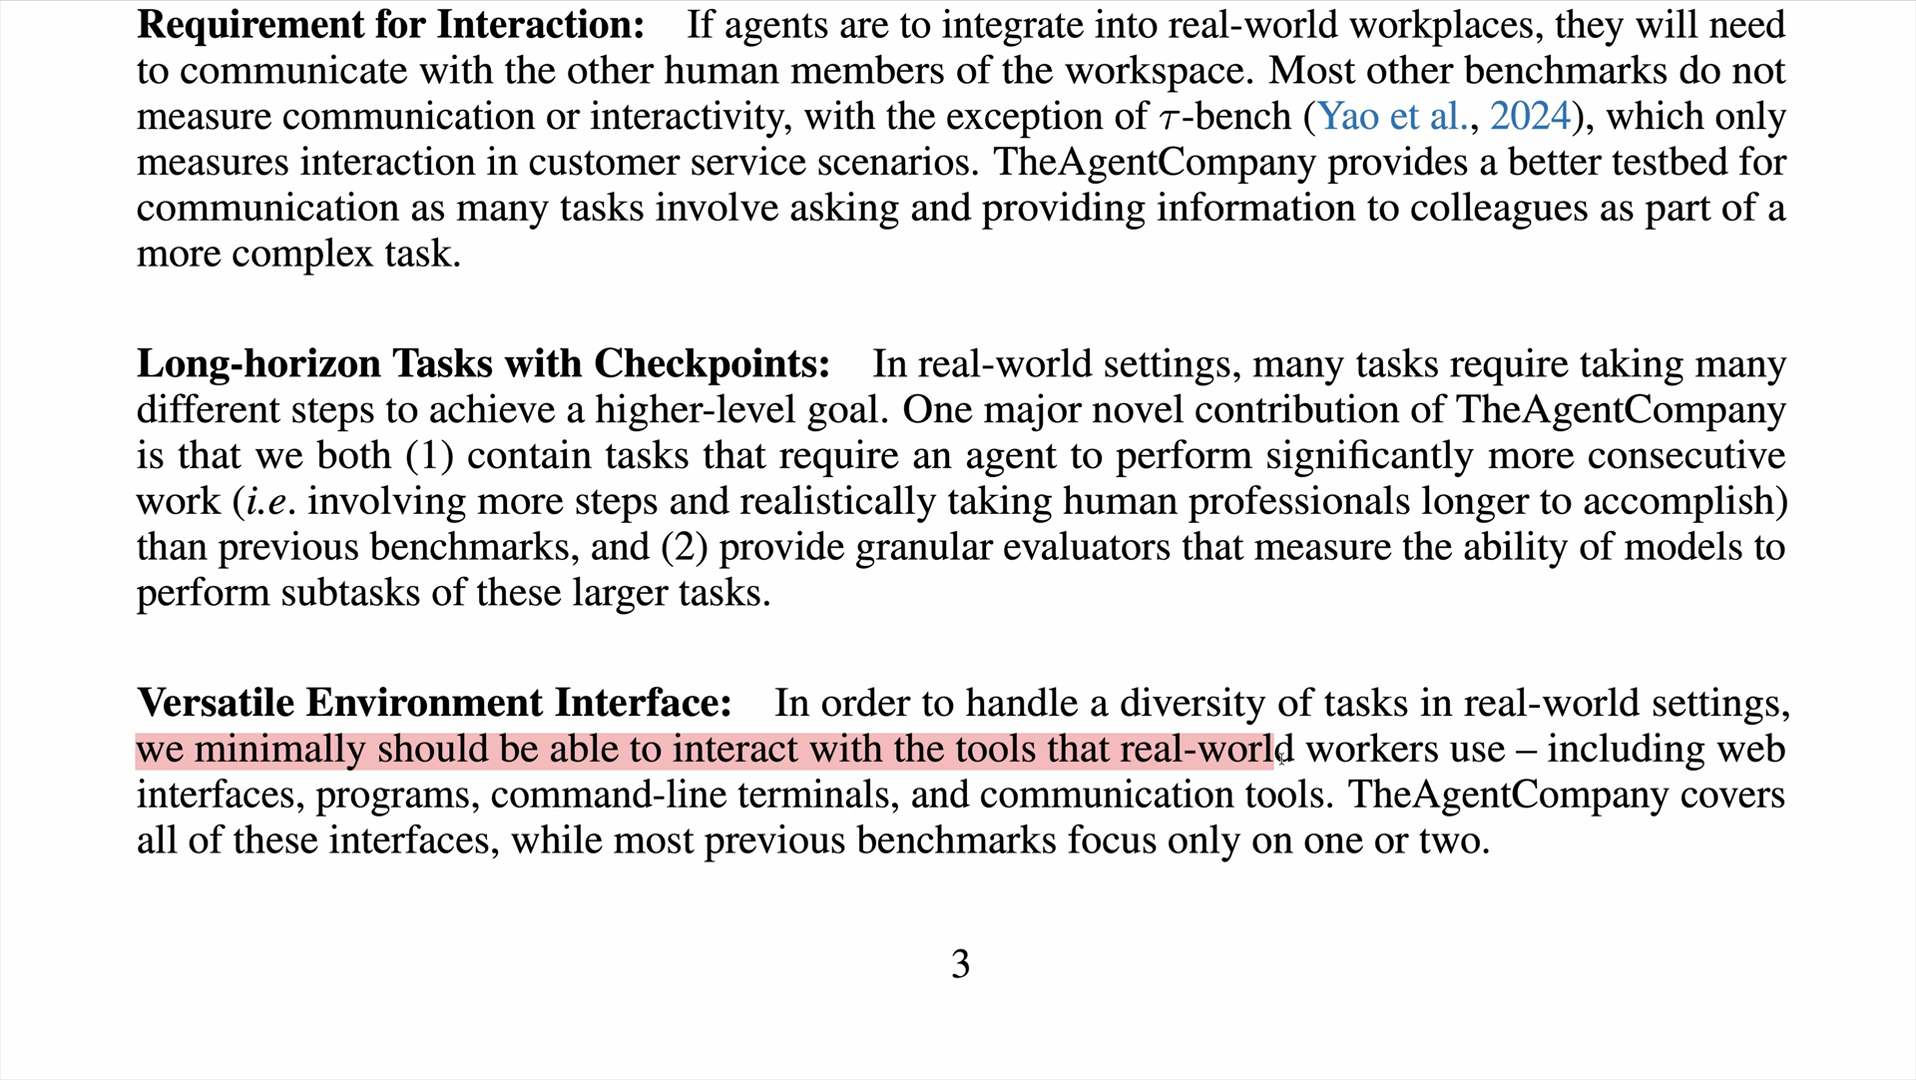 Requirement for Interaction: If agents are to integrate into real-world workplaces, they will need
to communicate with the other human members of the workspace. Most other benchmarks do not
measure communication or interactivity, with the exception of τ-bench (Yao et al., 2024), which only
measures interaction in customer service scenarios. TheAgentCompany provides a better testbed for
communication as many tasks involve asking and providing information to colleagues as part of a
more complex task.
Long-horizon Tasks with Checkpoints: In real-world settings, many tasks require taking many
different steps to achieve a higher-level goal. One major novel contribution of TheAgentCompany
is that we both (1) contain tasks that require an agent to perform significantly more consecutive
work (i.e. involving more steps and realistically taking human professionals longer to accomplish)
than previous benchmarks, and (2) provide granular evaluators that measure the ability of models to
perform subtasks of these larger tasks.
Versatile Environment Interface: In order to handle a diversity of tasks in real-world settings,
we minimally should be able to interact with the tools that real-world workers use – including web
interfaces, programs, command-line terminals, and communication tools. TheAgentCompany covers
all of these interfaces, while most previous benchmarks focus only on one or two.
3